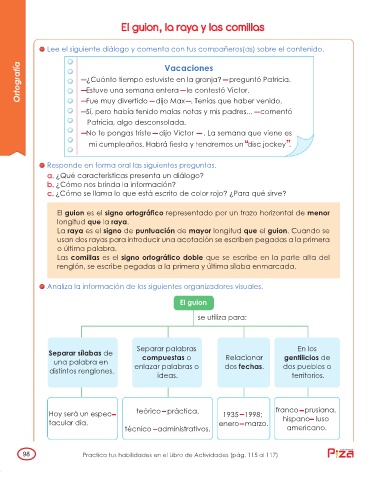 El guion, la raya y las comillas
Ortografía
Lee el siguiente diálogo y comenta con tus compañeros(as) sobre el contenido.
Vacaciones
—¿Cuánto tiempo estuviste en la granja? —preguntó Patricia.
—Estuve una semana entera —le contestó Víctor.
—Fue muy divertido —dijo Max—. Tenías que haber venido.
—Sí, pero había tenido malas notas y mis padres... —comentó
Patricia, algo desconsolada.
—No te pongas triste —dijo Víctor —. La semana que viene es
mi cumpleaños. Habrá fiesta y tendremos un “disc jockey”.
Responde en forma oral las siguientes preguntas.
a. ¿Qué características presenta un diálogo?
b. ¿Cómo nos brinda la información?
c. ¿Cómo se llama lo que está escrito de color rojo? ¿Para qué sirve?
El guion es el signo ortográfico representado por un trazo horizontal de menor
longitud que la raya.
La raya es el signo de puntuación de mayor longitud que el guion. Cuando se
usan dos rayas para introducir una acotación se escriben pegadas a la primera
o última palabra.
Las comillas es el signo ortográfico doble que se escribe en la parte alta del
renglón, se escribe pegadas a la primera y última sílaba enmarcada.
Analiza la información de los siguientes organizadores visuales.
El guion
se utiliza para:
Separar sílabas de
una palabra en
distintos renglones.
Separar palabras
compuestas o
enlazar palabras o
ideas.
Relacionar
dos fechas.
En los
gentilicios de
dos pueblos o
territorios.
Hoy será un espec-
tacular día.
teórico-práctica.
técnico-administrativos.
1935-1998;
enero-marzo.
franco-prusiana.
hispano-luso
americano.
98
Practica tus habilidades en el Libro de Actividades (pág. 115 al 117)
Piza